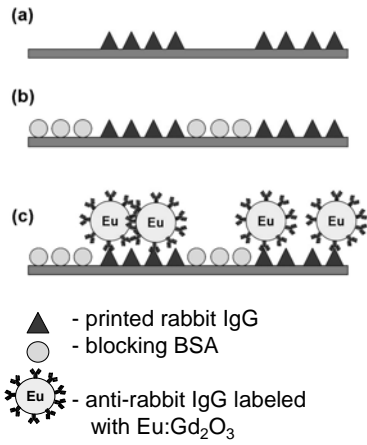 (a)
(b)
(c)
Eu Eu Eu Eu
- printed rabbit IgG
- blocking BSA
Eu - anti-rabbit IgG labeled
with Eu:Gd₂O₃